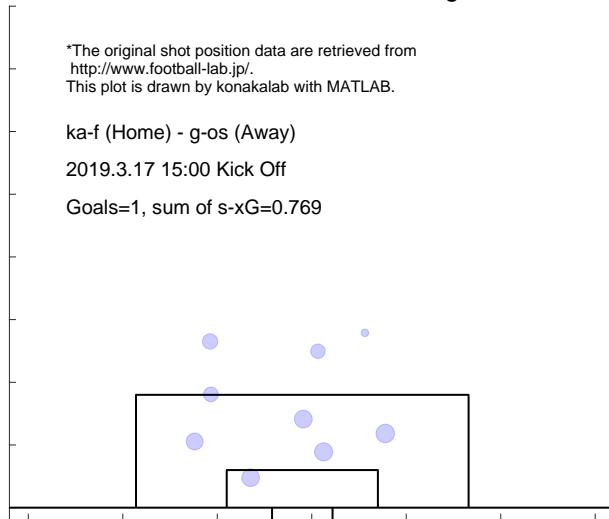 *The original shot position data are retrieved from
http://www.football-lab.jp/.
This plot is drawn by konakalab with MATLAB.
ka-f (Home) - g-os (Away)
2019.3.17 15:00 Kick Off
Goals=1, sum of s-xG=0.769